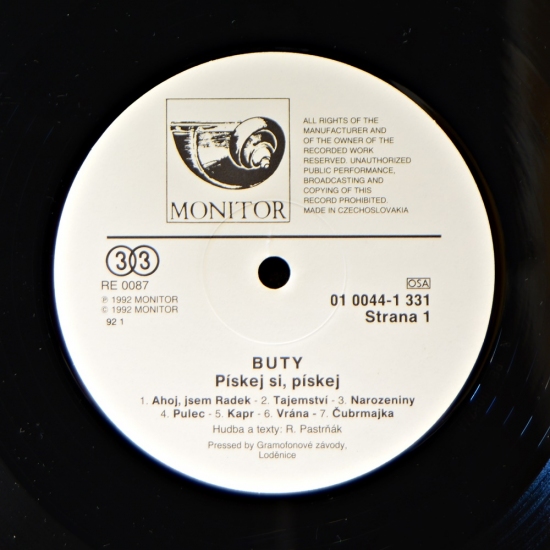 ALL RIGHTS OF THE
MANUFACTURER AND
OF THE OWNER OF THE
RECORDED WORK
RESERVED. UNAUTHORIZED
PUBLIC PERFORMANCE,
BROADCASTING AND
COPYING OF THIS
RECORD PROHIBITED.
MADE IN CZECHOSLOVAKIA
MONITOR
33
RE 0087
℗ 1992 MONITOR
© 1992 MONITOR
92 1
OSA
01 0044-1 331
Strana 1
BUTY
Pískej si, pískej
1. Ahoj, jsem Radek - 2. Tajemství - 3. Narozeniny
4. Pulec - 5. Kapr - 6. Vrána - 7. Čubrmajka
Hudba a texty: R. Pastrňák
Pressed by Gramofonové závody,
Loděnice